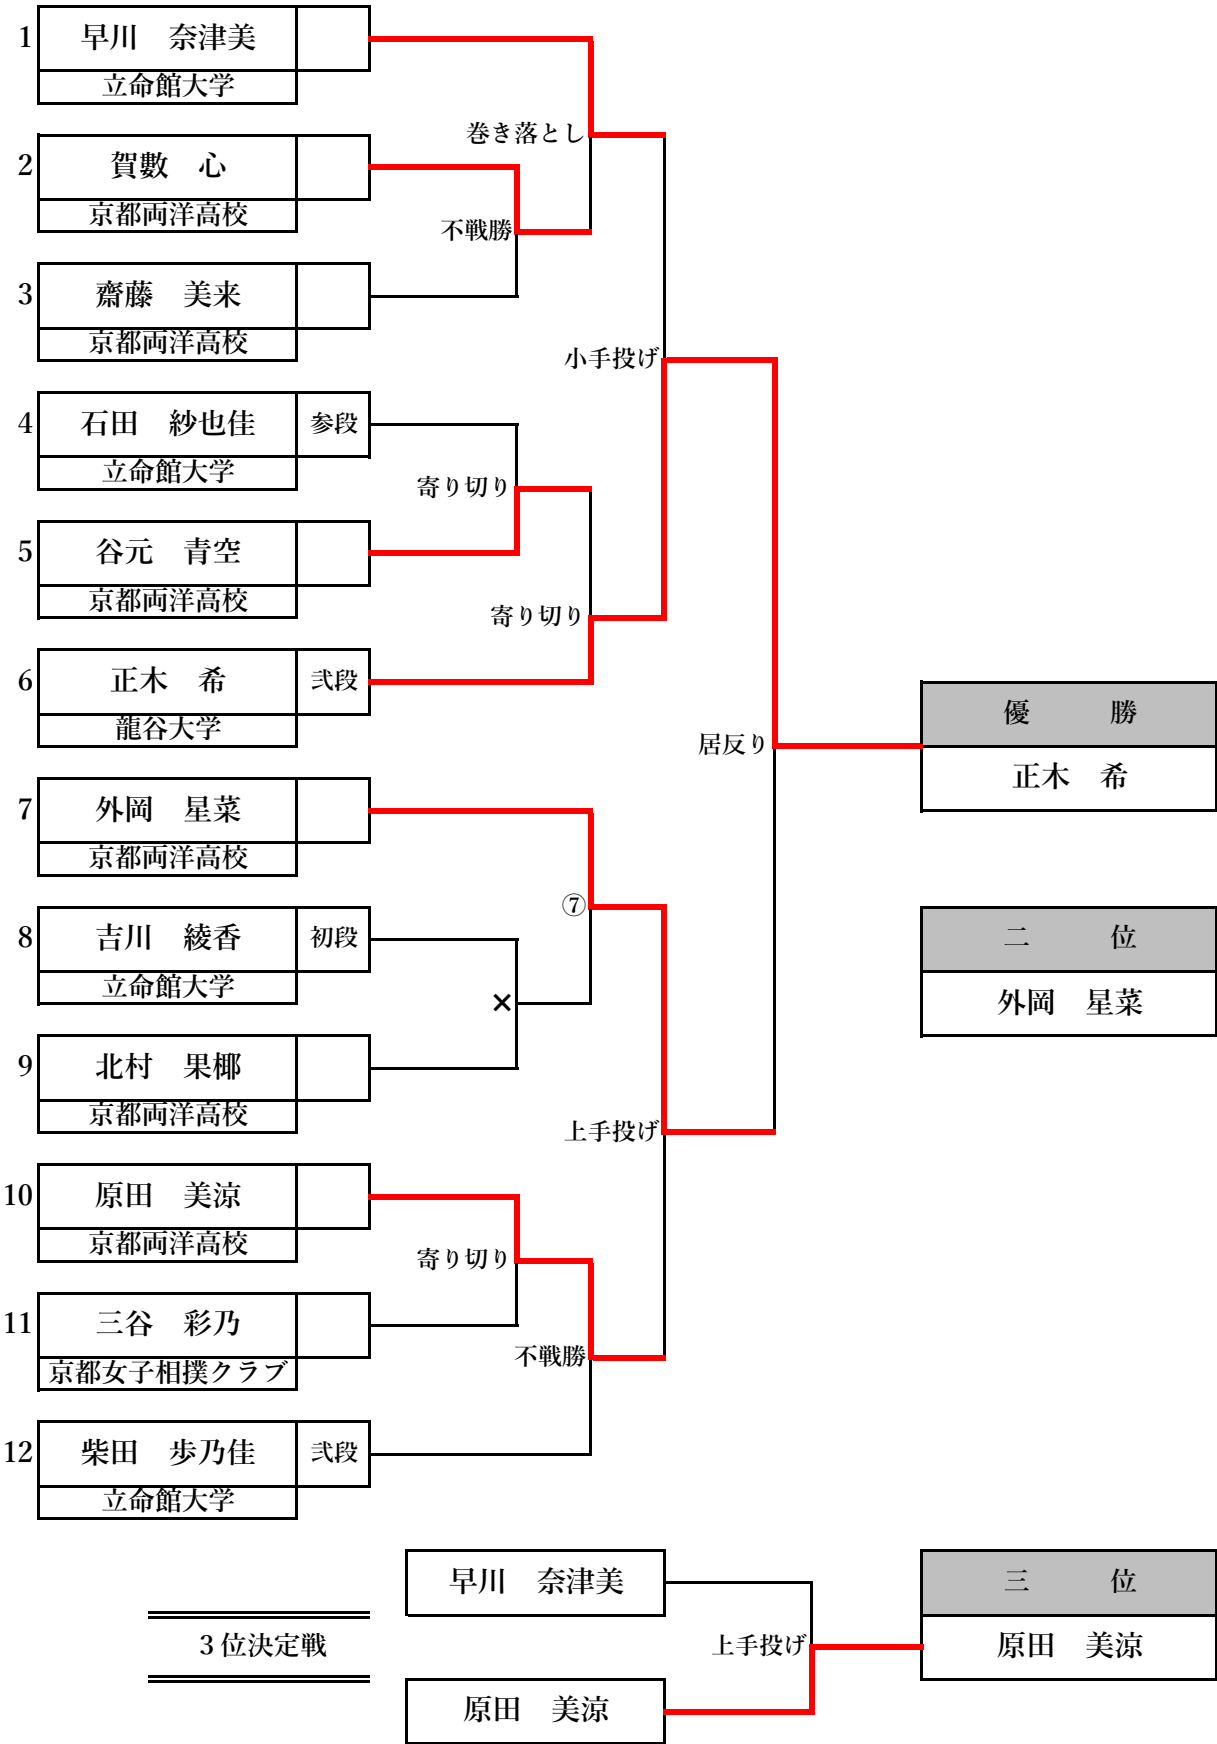 1 早川　奈津美
立命館大学
巻き落とし
2 賀數　心
京都両洋高校
不戦勝
3 齋藤　美来
京都両洋高校
小手投げ
4 石田　紗也佳 参段
立命館大学
寄り切り
5 谷元　青空
京都両洋高校
寄り切り
6 正木　希 弐段
龍谷大学
居反り
優　勝
正木　希
7 外岡　星菜
京都両洋高校
⑦
8 吉川　綾香 初段
立命館大学
×
二　位
外岡　星菜
9 北村　果椰
京都両洋高校
上手投げ
10 原田　美涼
京都両洋高校
寄り切り
11 三谷　彩乃
京都女子相撲クラブ
不戦勝
12 柴田　歩乃佳 弐段
立命館大学
早川　奈津美
三　位
３位決定戦
上手投げ
原田　美涼
原田　美涼